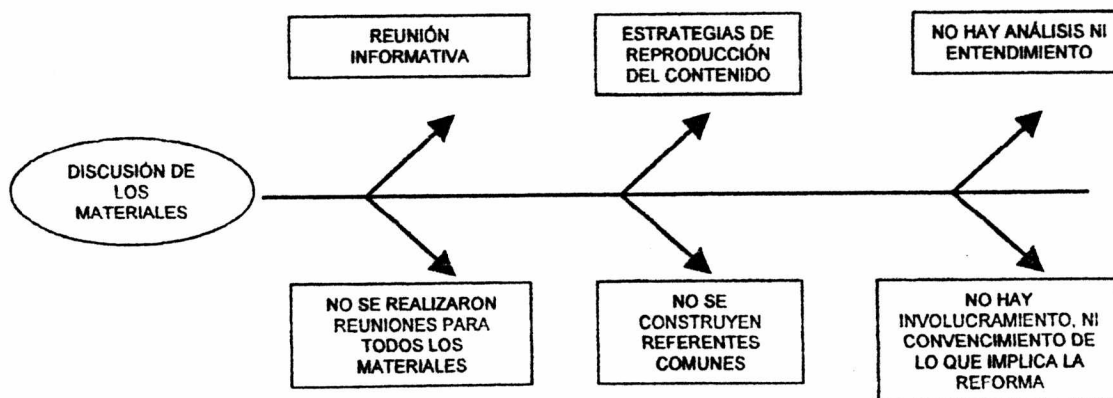 REUNIÓN
INFORMATIVA
ESTRATEGIAS DE
REPRODUCCIÓN
DEL CONTENIDO
NO HAY ANÁLISIS NI
ENTENDIMIENTO
DISCUSIÓN DE
LOS
MATERIALES
NO SE REALIZARON
REUNIONES PARA
TODOS LOS
MATERIALES
NO SE
CONSTRUYEN
REFERENTES
COMUNES
NO HAY
INVOLUCRAMIENTO, NI
CONVENCIMIENTO DE
LO QUE IMPLICA LA
REFORMA